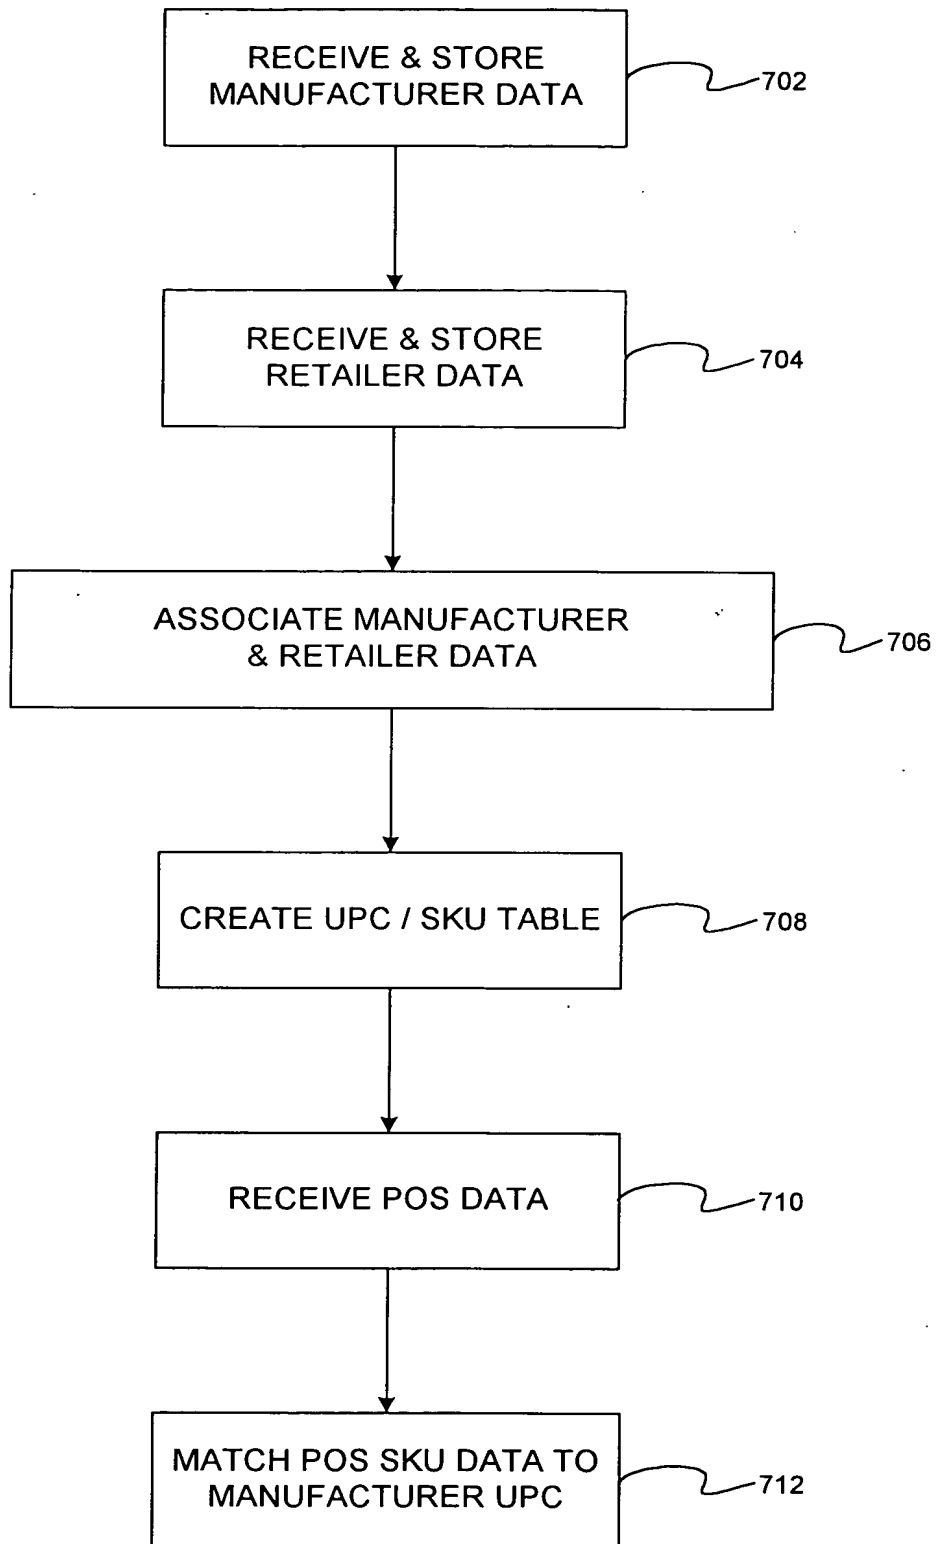 RECEIVE & STORE
MANUFACTURER DATA
702
RECEIVE & STORE
RETAILER DATA
704
ASSOCIATE MANUFACTURER
& RETAILER DATA
706
CREATE UPC / SKU TABLE
708
RECEIVE POS DATA
710
MATCH POS SKU DATA TO
MANUFACTURER UPC
712